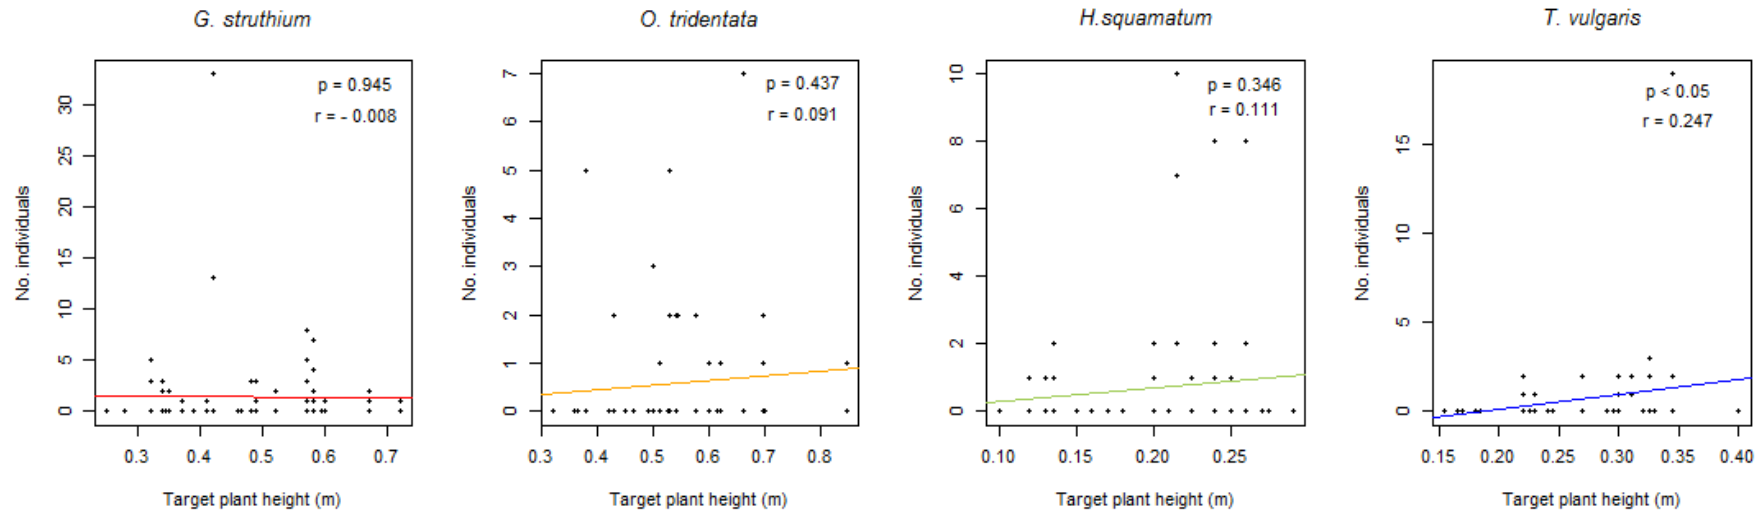 G. struthium
p = 0.945
r = - 0.008
No. individuals
30
25
20
15
10
5
0
0.3 0.4 0.5 0.6 0.7
Target plant height (m)
O. tridentata
p = 0.437
r = 0.091
No. individuals
7
6
5
4
3
2
1
0
0.3 0.4 0.5 0.6 0.7 0.8
Target plant height (m)
H.squamatum
p = 0.346
r = 0.111
No. individuals
10
8
6
4
2
0
0.10 0.15 0.20 0.25
Target plant height (m)
T. vulgaris
p < 0.05
r = 0.247
No. individuals
15
10
5
0
0.15 0.20 0.25 0.30 0.35 0.40
Target plant height (m)